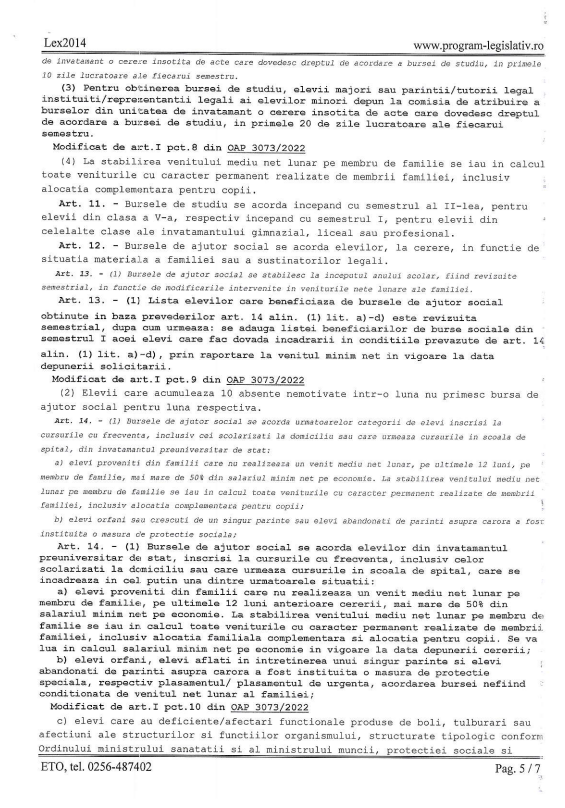 Lex2014 www.program-legislativ.ro
de invatamant o cerere insotita de acte care dovedesc dreptul de acordare a bursei de studiu, in primele
10 zile lucratoare ale fiecarui semestru.
(3) Pentru obtinerea bursei de studiu, elevii majori sau parintii/tutorii legal
instituiti/reprezentantii legali ai elevilor minori depun la comisia de atribuire a
burselor din unitatea de invatamant o cerere insotita de acte care dovedesc dreptul
de acordare a bursei de studiu, in primele 20 de zile lucratoare ale fiecarui
semestru.
Modificat de art.I pct.8 din OAP 3073/2022
(4) La stabilirea venitului mediu net lunar pe membru de familie se iau in calcul
toate veniturile cu caracter permanent realizate de membrii familiei, inclusiv
alocatia complementara pentru copii.
Art. 11. - Bursele de studiu se acorda incepand cu semestrul al II-lea, pentru
elevii din clasa a V-a, respectiv incepand cu semestrul I, pentru elevii din
celelalte clase ale invatamantului gimnazial, liceal sau profesional.
Art. 12. - Bursele de ajutor social se acorda elevilor, la cerere, in functie de
situatia materiala a familiei sau a sustinatorilor legali.
Art. 13. - (1) Bursele de ajutor social se stabilesc la inceputul anului scolar, fiind revizuite
semestrial, in functie de modificarile intervenite in veniturile nete lunare ale familiei.
Art. 13. - (1) Lista elevilor care beneficiaza de bursele de ajutor social
obtinute in baza prevederilor art. 14 alin. (1) lit. a)-d) este revizuita
semestrial, dupa cum urmeaza: se adauga listei beneficiarilor de burse sociale din
semestrul I acei elevi care fac dovada incadrarii in conditiile prevazute de art. 14
alin. (1) lit. a)-d), prin raportare la venitul minim net in vigoare la data
depunerii solicitarii.
Modificat de art.I pct.9 din OAP 3073/2022
(2) Elevii care acumuleaza 10 absente nemotivate intr-o luna nu primesc bursa de
ajutor social pentru luna respectiva.
Art. 14. - (1) Bursele de ajutor social se acorda urmatoarelor categorii de elevi inscrisi la
cursurile cu frecventa, inclusiv cei scolarizati la domiciliu sau care urmeaza cursurile in scoala de
spital, din invatamantul preuniversitar de stat:
a) elevi proveniti din familii care nu realizeaza un venit mediu net lunar, pe ultimele 12 luni, pe
membru de familie, mai mare de 50% din salariul minim net pe economie. La stabilirea venitului mediu net
lunar pe membru de familie se iau in calcul toate veniturile cu caracter permanent realizate de membrii
familiei, inclusiv alocatia complementara pentru copii;
b) elevi orfani sau crescuti de un singur parinte sau elevi abandonati de parinti asupra carora a fost
instituita o masura de protectie sociala;
Art. 14. - (1) Bursele de ajutor social se acorda elevilor din invatamantul
preuniversitar de stat, inscrisi la cursurile cu frecventa, inclusiv celor
scolarizati la domiciliu sau care urmeaza cursurile in scoala de spital, care se
incadreaza in cel putin una dintre urmatoarele situatii:
a) elevi proveniti din familii care nu realizeaza un venit mediu net lunar pe
membru de familie, pe ultimele 12 luni anterioare cererii, mai mare de 50% din
salariul minim net pe economie. La stabilirea venitului mediu net lunar pe membru de
familie se iau in calcul toate veniturile cu caracter permanent realizate de membrii
familiei, inclusiv alocatia familiala complementara si alocatia pentru copii. Se va
lua in calcul salariul minim net pe economie in vigoare la data depunerii cererii;
b) elevi orfani, elevi aflati in intretinerea unui singur parinte si elevi
abandonati de parinti asupra carora a fost instituita o masura de protectie
speciala, respectiv plasamentul/ plasamentul de urgenta, acordarea bursei nefiind
conditionata de venitul net lunar al familiei;
Modificat de art.I pct.10 din OAP 3073/2022
c) elevi care au deficiente/afectari functionale produse de boli, tulburari sau
afectiuni ale structurilor si functiilor organismului, structurate tipologic conform
Ordinului ministrului sanatatii si al ministrului muncii, protectiei sociale si
ETO, tel. 0256-487402 Pag. 5 / 7